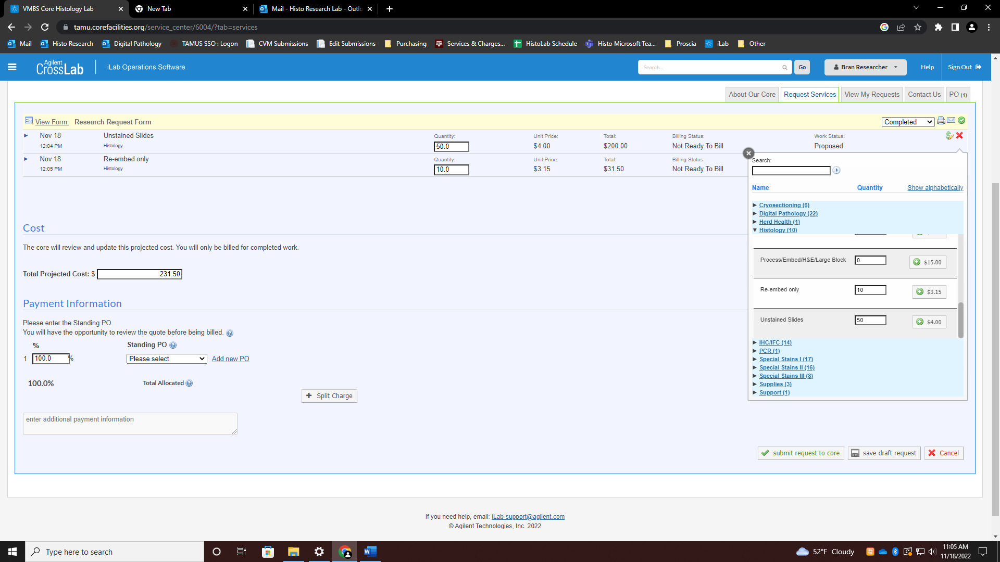 VMBS Core Histology Lab
New Tab
Mail - Histo Research Lab - Outlo
tamu.corefacilities.org/service_center/6004/?tab=services
Mail
Histo Research
Digital Pathology
TAMUS SSO : Logon
CVM Submissions
Edit Submissions
Purchasing
Services & Charges...
HistoLab Schedule
Histo Microsoft Tea...
Proscia
iLab
Other
Agilent
CrossLab
iLab Operations Software
Search...
Go
Bran Researcher
Help
Sign Out
About Our Core
Request Services
View My Requests
Contact Us
PO (1)
View Form: Research Request Form
Completed
Nov 18
12:04 PM
Unstained Slides
Histology
Quantity:
50.0
Unit Price:
$4.00
Total:
$200.00
Billing Status:
Not Ready To Bill
Work Status:
Proposed
Nov 18
12:05 PM
Re-embed only
Histology
Quantity:
10.0
Unit Price:
$3.15
Total:
$31.50
Billing Status:
Not Ready To Bill
Search:
Name Quantity Show alphabetically
Cryosectioning (6)
Digital Pathology (22)
Herd Health (1)
Histology (10)
Process/Embed/H&E/Large Block 0 $15.00
Re-embed only 10 $3.15
Unstained Slides 50 $4.00
IHC/IFC (14)
PCR (1)
Special Stains I (17)
Special Stains II (16)
Special Stains III (8)
Supplies (3)
Support (1)
Cost
The core will review and update this projected cost. You will only be billed for completed work.
Total Projected Cost: $ 231.50
Payment Information
Please enter the Standing PO.
You will have the opportunity to review the quote before being billed.
% Standing PO
1 100.0 % Please select Add new PO
100.0% Total Allocated
Split Charge
enter additional payment information
submit request to core
save draft request
Cancel
If you need help, email: iLab-support@agilent.com
© Agilent Technologies, Inc. 2022
Type here to search
52°F Cloudy
11:05 AM
11/18/2022